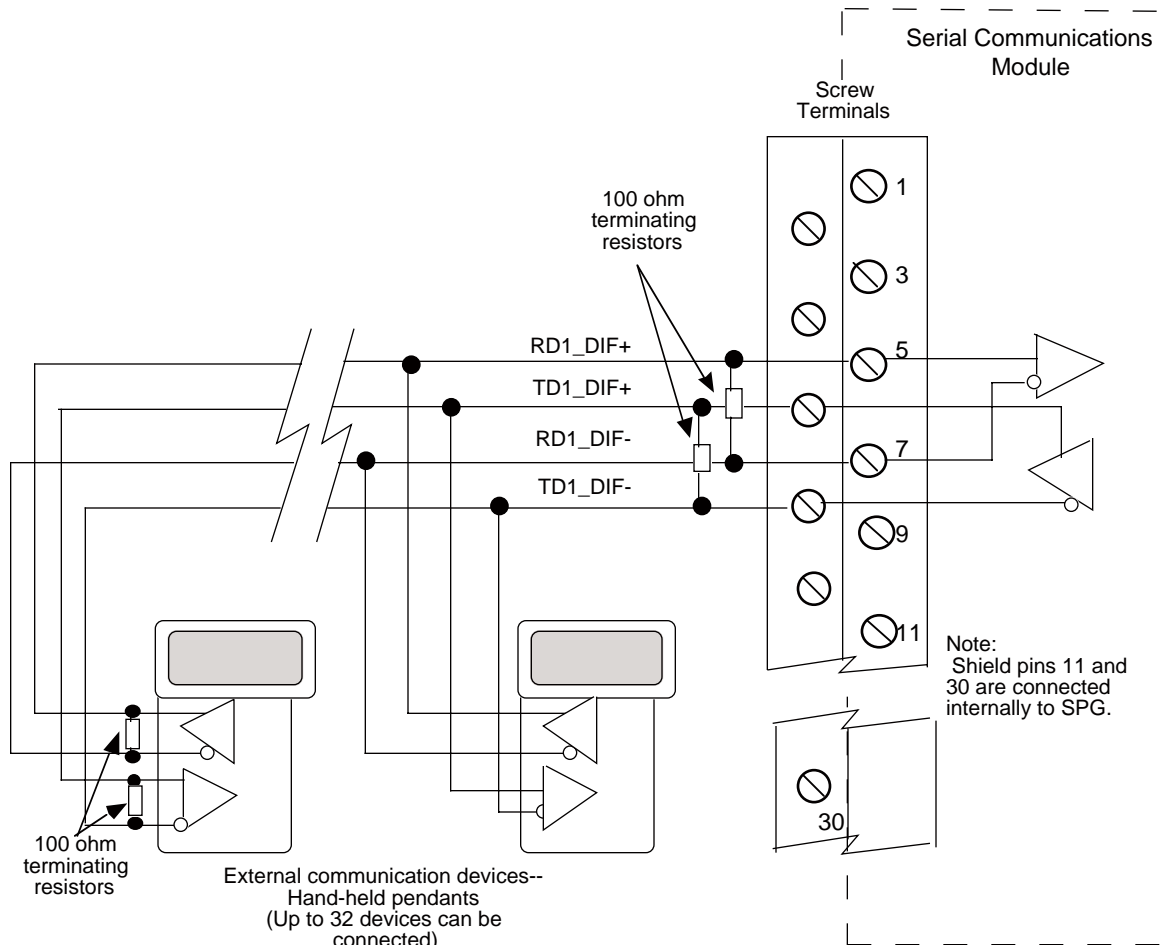 Serial Communications
Module
Screw
Terminals
1
100 ohm
terminating
resistors
3
RD1_DIF+
5
TD1_DIF+
RD1_DIF-
7
TD1_DIF-
9
11
Note:
Shield pins 11 and
30 are connected
internally to SPG.
30
100 ohm
terminating
resistors
External communication devices--
Hand-held pendants
(Up to 32 devices can be
connected)